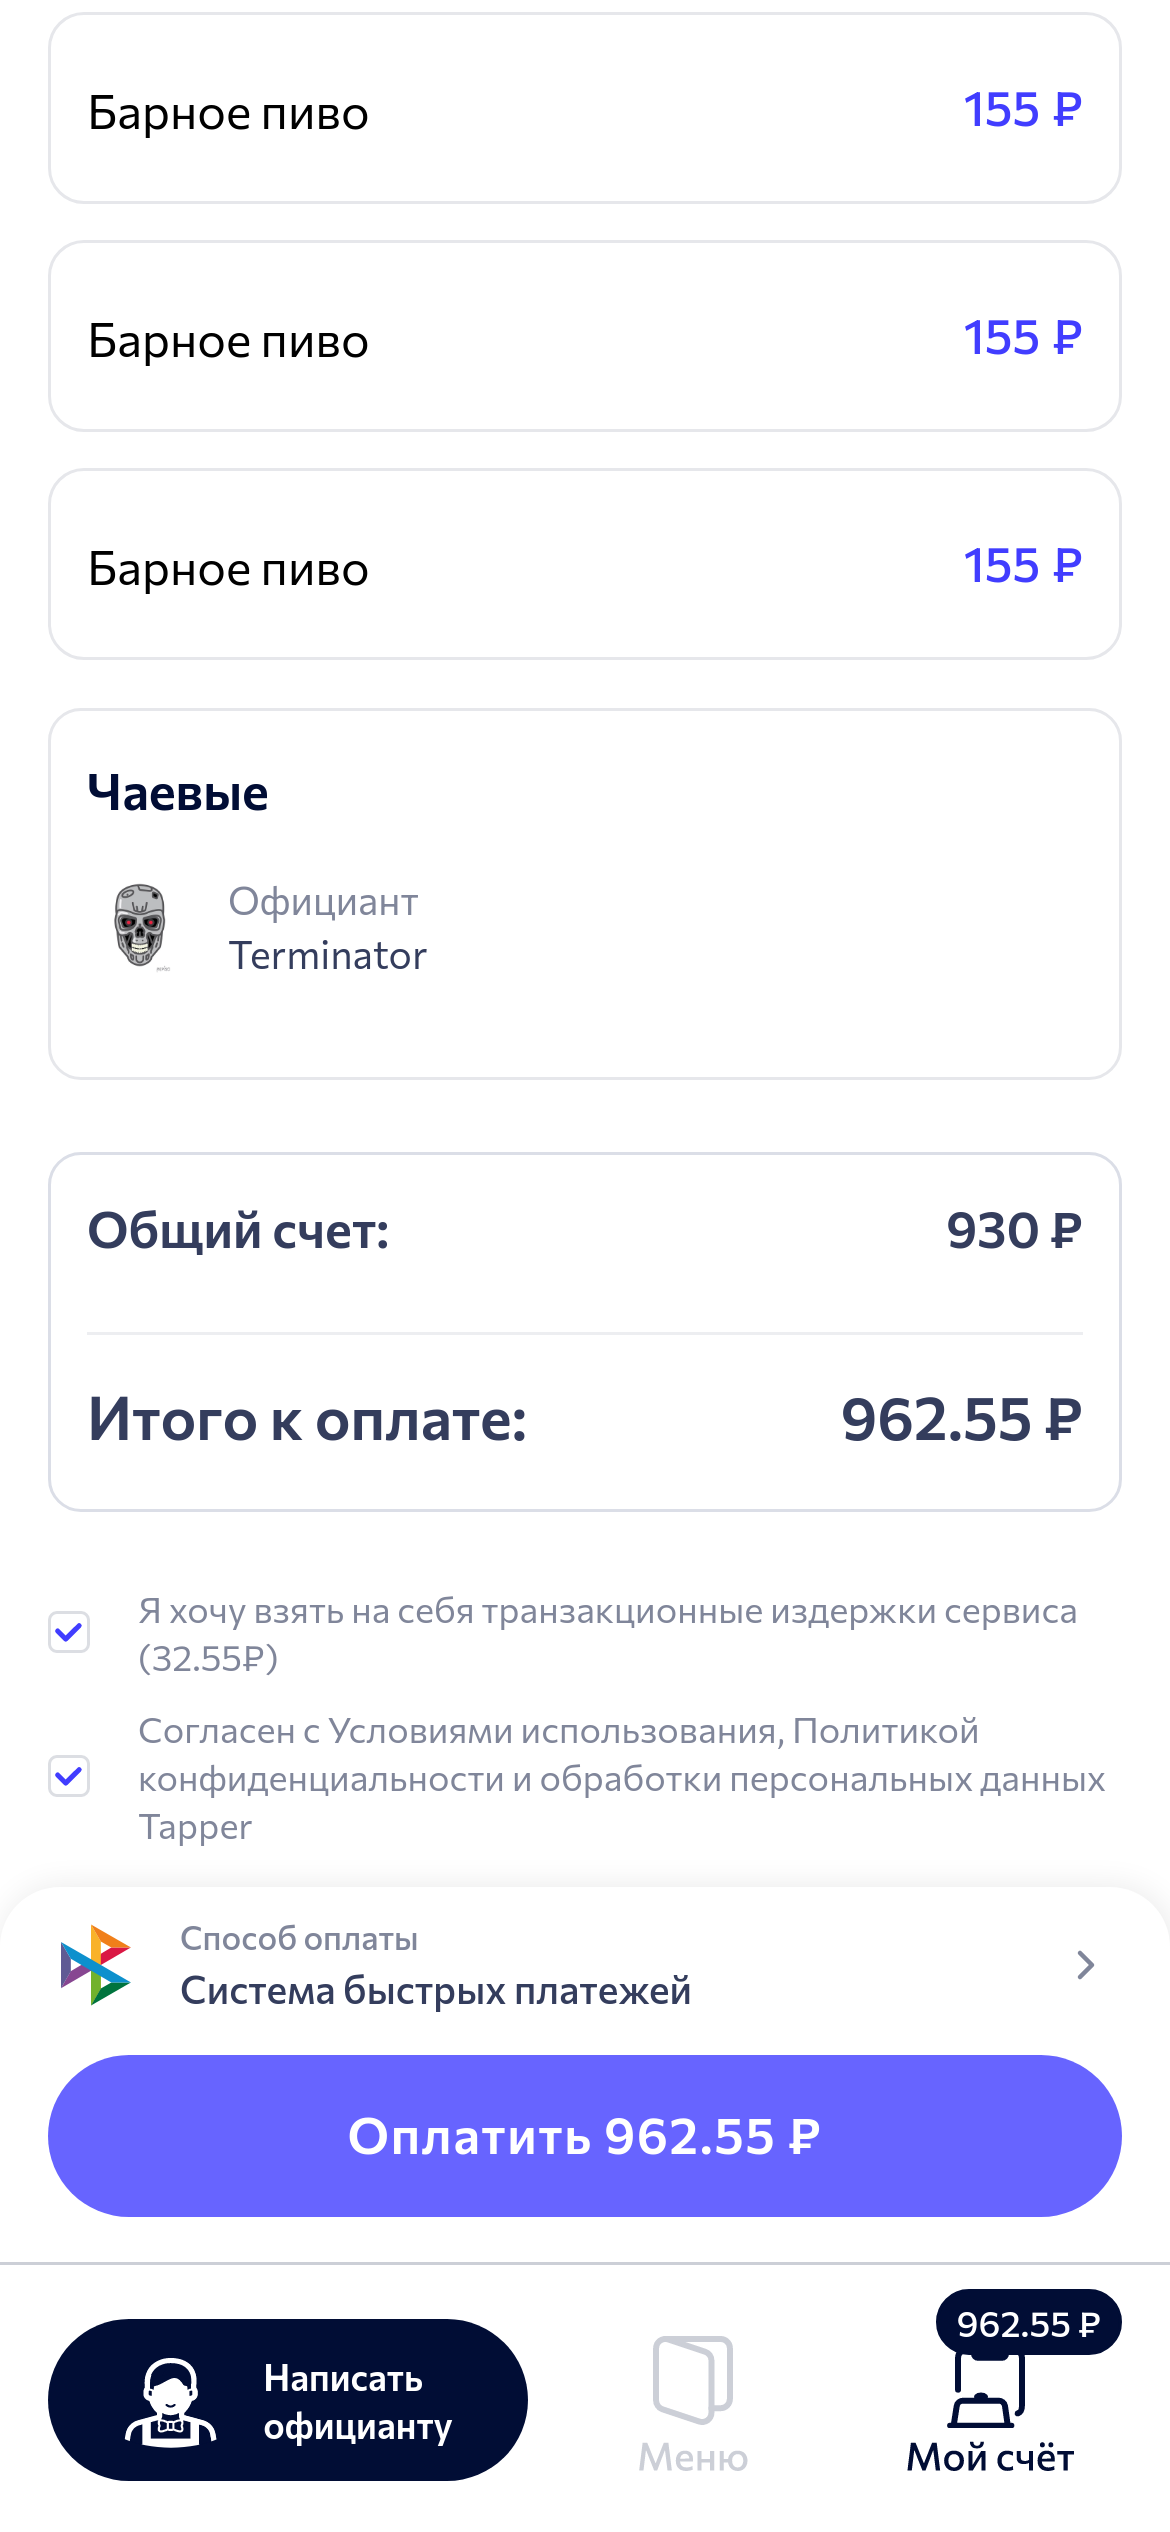 Барное пиво
155 ₽
Барное пиво
155 ₽
Барное пиво
155 ₽
Чаевые
Официант
Terminator
Общий счет:
930 ₽
Итого к оплате:
962.55 ₽
Я хочу взять на себя транзакционные издержки сервиса
(32.55₽)
Согласен с Условиями использования, Политикой
конфиденциальности и обработки персональных данных
Tapper
Способ оплаты
Система быстрых платежей
Оплатить 962.55 ₽
Написать
официанту
Меню
962.55 ₽
Мой счёт